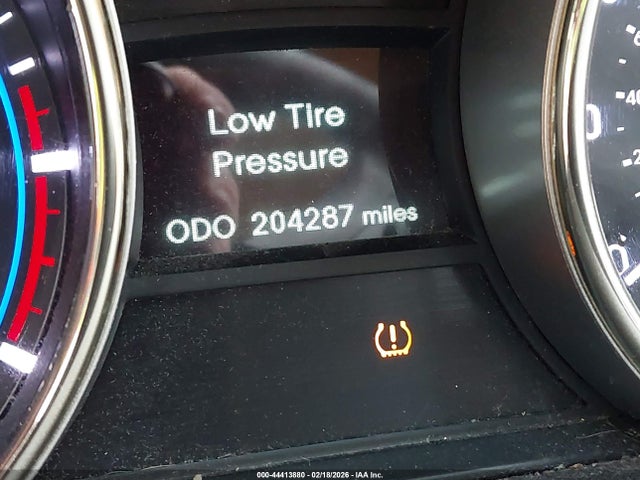 Low Tire
Pressure
ODO 204287 miles
000-44413880 - 02/18/2026 - IAA Inc.